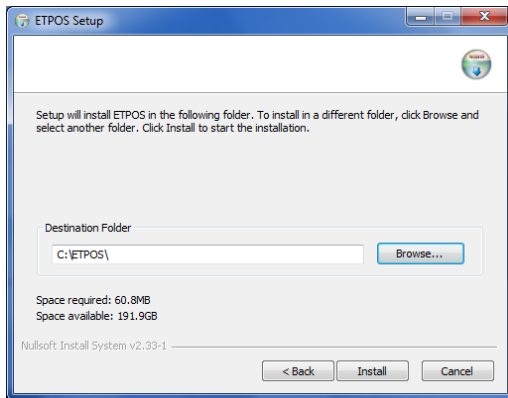 ETPOS Setup
Setup will install ETPOS in the following folder. To install in a different folder, click Browse and
select another folder. Click Install to start the installation.
Destination Folder
C:\ETPOS\
Browse...
Space required: 60.8MB
Space available: 191.9GB
Nullsoft Install System v2.33-1
< Back
Install
Cancel